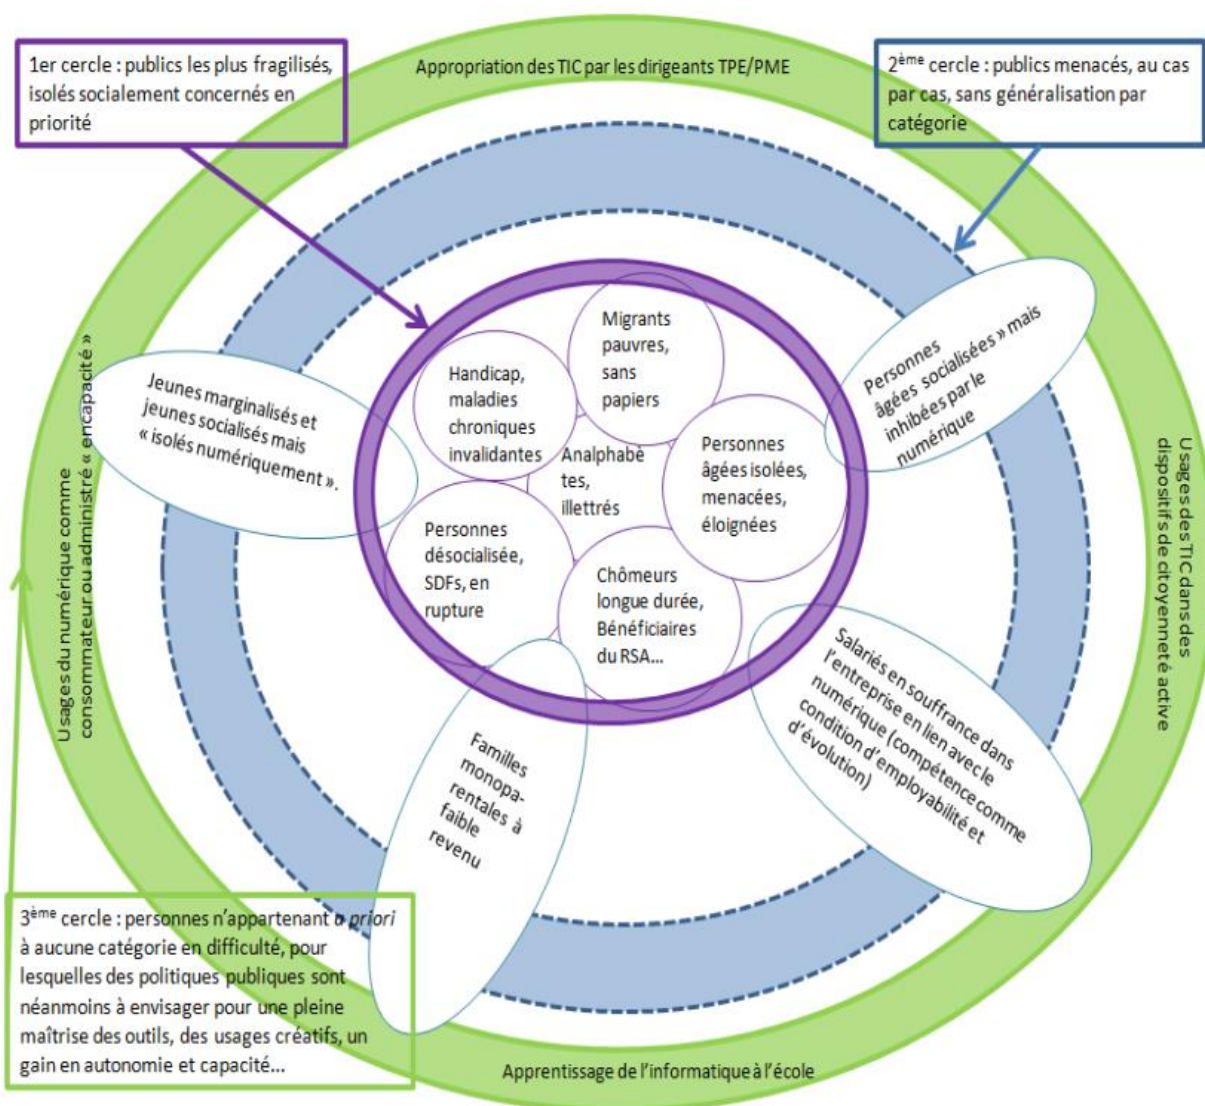 Appropriation des TIC par les dirigeants TPE/PME
1er cercle : publics les plus fragilisés,
isolés socialement concernés en
priorité
2ème cercle : publics menacés, au cas
par cas, sans généralisation par
catégorie
Migrants
pauvres,
sans
papiers
Handicap,
maladies
chroniques
invalidantes
Analphabè
tes,
illettrés
Personnes
âgées isolées,
menacées,
éloignées
Personnes
désocialisée,
SDFs, en
rupture
Chômeurs
longue durée,
Bénéficiaires
du RSA...
Jeunes marginalisés et
jeunes socialisés mais
« isolés numériquement ».
Personnes
âgées socialisées » mais
inhibées par le
numérique
Salariés en souffrance dans
l'entreprise en lien avec le
numérique (compétence comme
condition d'employabilité et
d'évolution)
Familles
monopa-
rentales à
faible
revenu
Usages du numérique comme
consommateur ou administré « encapacité »
Usages des TIC dans des
dispositifs de citoyenneté active
3ème cercle : personnes n'appartenant a priori
à aucune catégorie en difficulté, pour
lesquelles des politiques publiques sont
néanmoins à envisager pour une pleine
maîtrise des outils, des usages créatifs, un
gain en autonomie et capacité...
Apprentissage de l'informatique à l'école